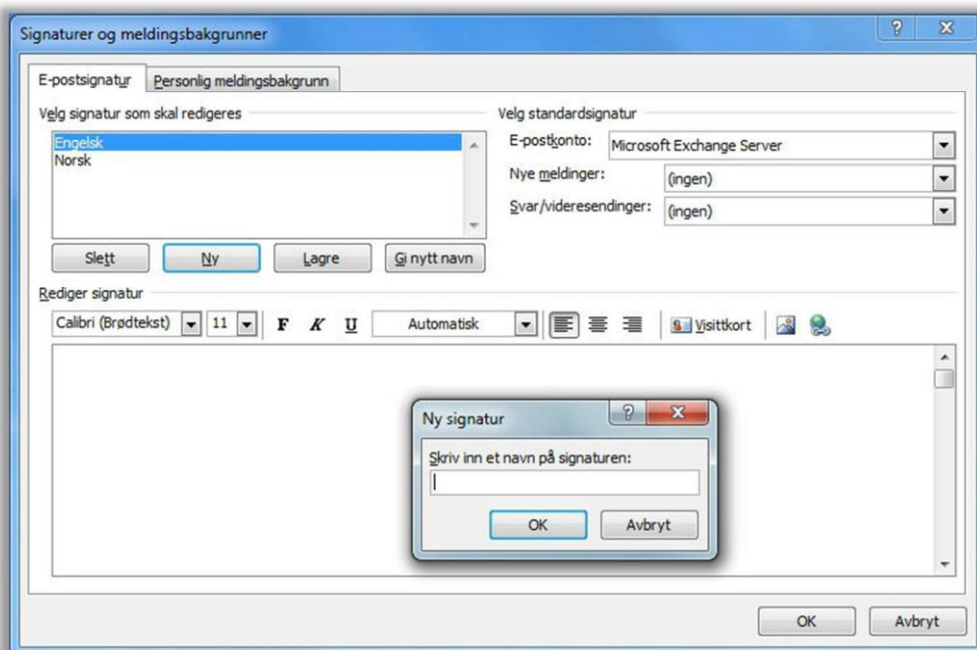 Signaturer og meldingsbakgrunner
E-postsignatur Personlig meldingsbakgrunn
Velg signatur som skal redigeres
Engelsk
Norsk
Slett Ny Lagre Gi nytt navn
Velg standardsignatur
E-postkonto: Microsoft Exchange Server
Nye meldinger: (ingen)
Svar/videresendinger: (ingen)
Rediger signatur
Calibri (Brødtekst) 11 F K U Automatisk Visittkort
Ny signatur
Skriv inn et navn på signaturen:
OK Avbryt
OK Avbryt